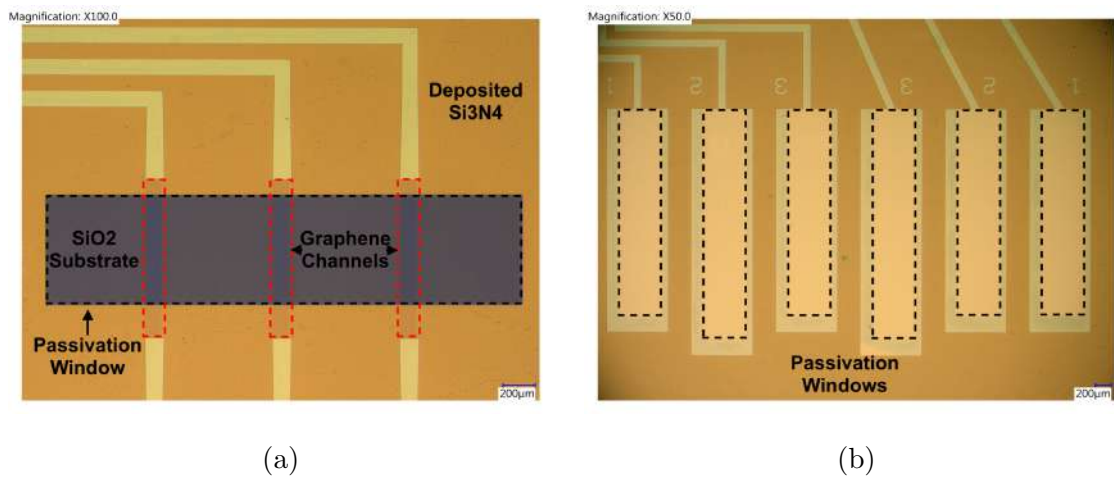 Magnification: X100.0
Deposited
Si3N4
SiO2
Substrate
Graphene
Channels
Passivation
Window
200µm
(a)
Magnification: X50.0
1 2 3 3 2 1
Passivation
Windows
200µm
(b)